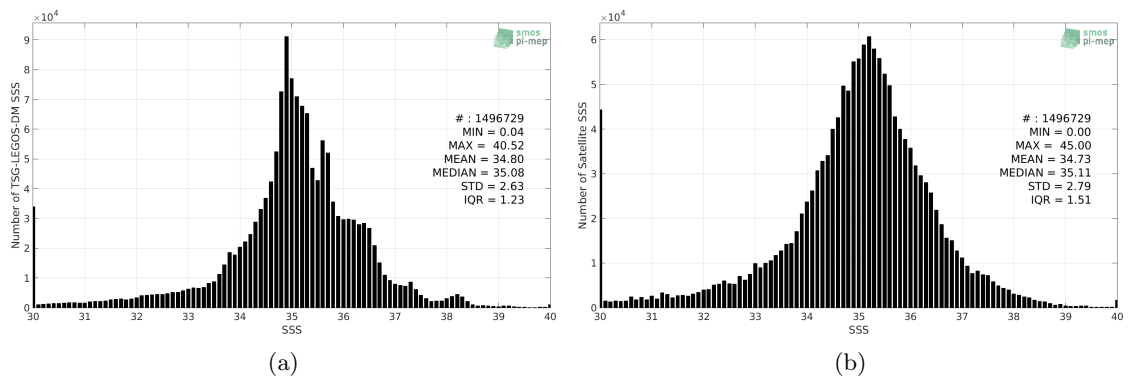 ×10⁴
9
8
7
6
5
4
3
2
1
0
Number of TSG-LEGOS-DM SSS
smos
pi-mep
# : 1496729
MIN = 0.04
MAX = 40.52
MEAN = 34.80
MEDIAN = 35.08
STD = 2.63
IQR = 1.23
30 31 32 33 34 35 36 37 38 39 40
SSS
(a)
×10⁴
6
5
4
3
2
1
0
Number of Satellite SSS
smos
pi-mep
# : 1496729
MIN = 0.00
MAX = 45.00
MEAN = 34.73
MEDIAN = 35.11
STD = 2.79
IQR = 1.51
30 31 32 33 34 35 36 37 38 39 40
SSS
(b)